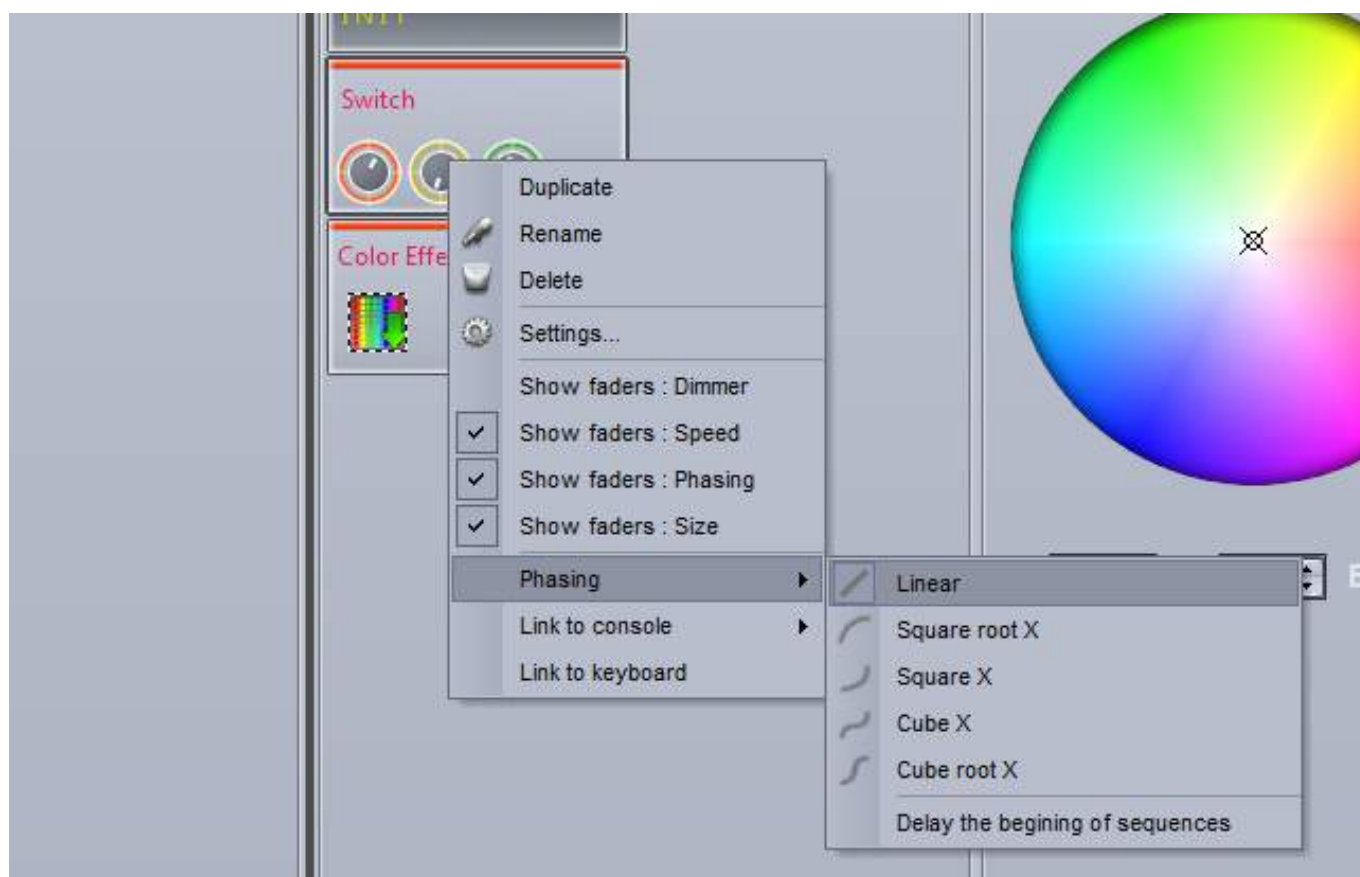 INIT
Switch
Color Effe
Duplicate
Rename
Delete
Settings...
Show faders : Dimmer
Show faders : Speed
Show faders : Phasing
Show faders : Size
Phasing
Link to console
Link to keyboard
Linear
Square root X
Square X
Cube X
Cube root X
Delay the begining of sequences